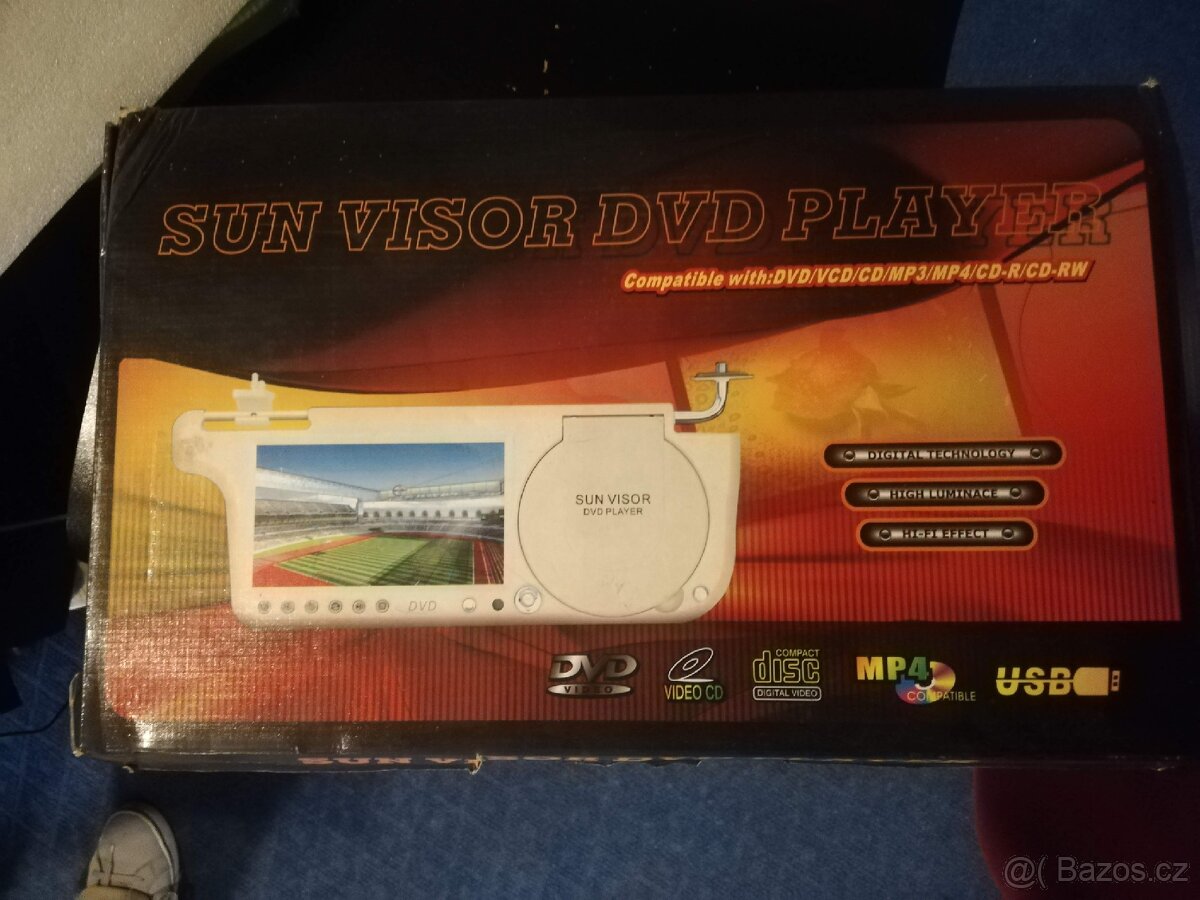 SUN VISOR DVD PLAYER
Compatible with:DVD/VCD/CD/MP3/MP4/CD-R/CD-RW
DIGITAL TECHNOLOGY
HIGH LUMINACE
HI-FI EFFECT
SUN VISOR
DVD PLAYER
DVD
DVD
VIDEO
VIDEO CD
COMPACT
disc
DIGITAL VIDEO
MP4
COMPATIBLE
USB
@( Bazos.cz